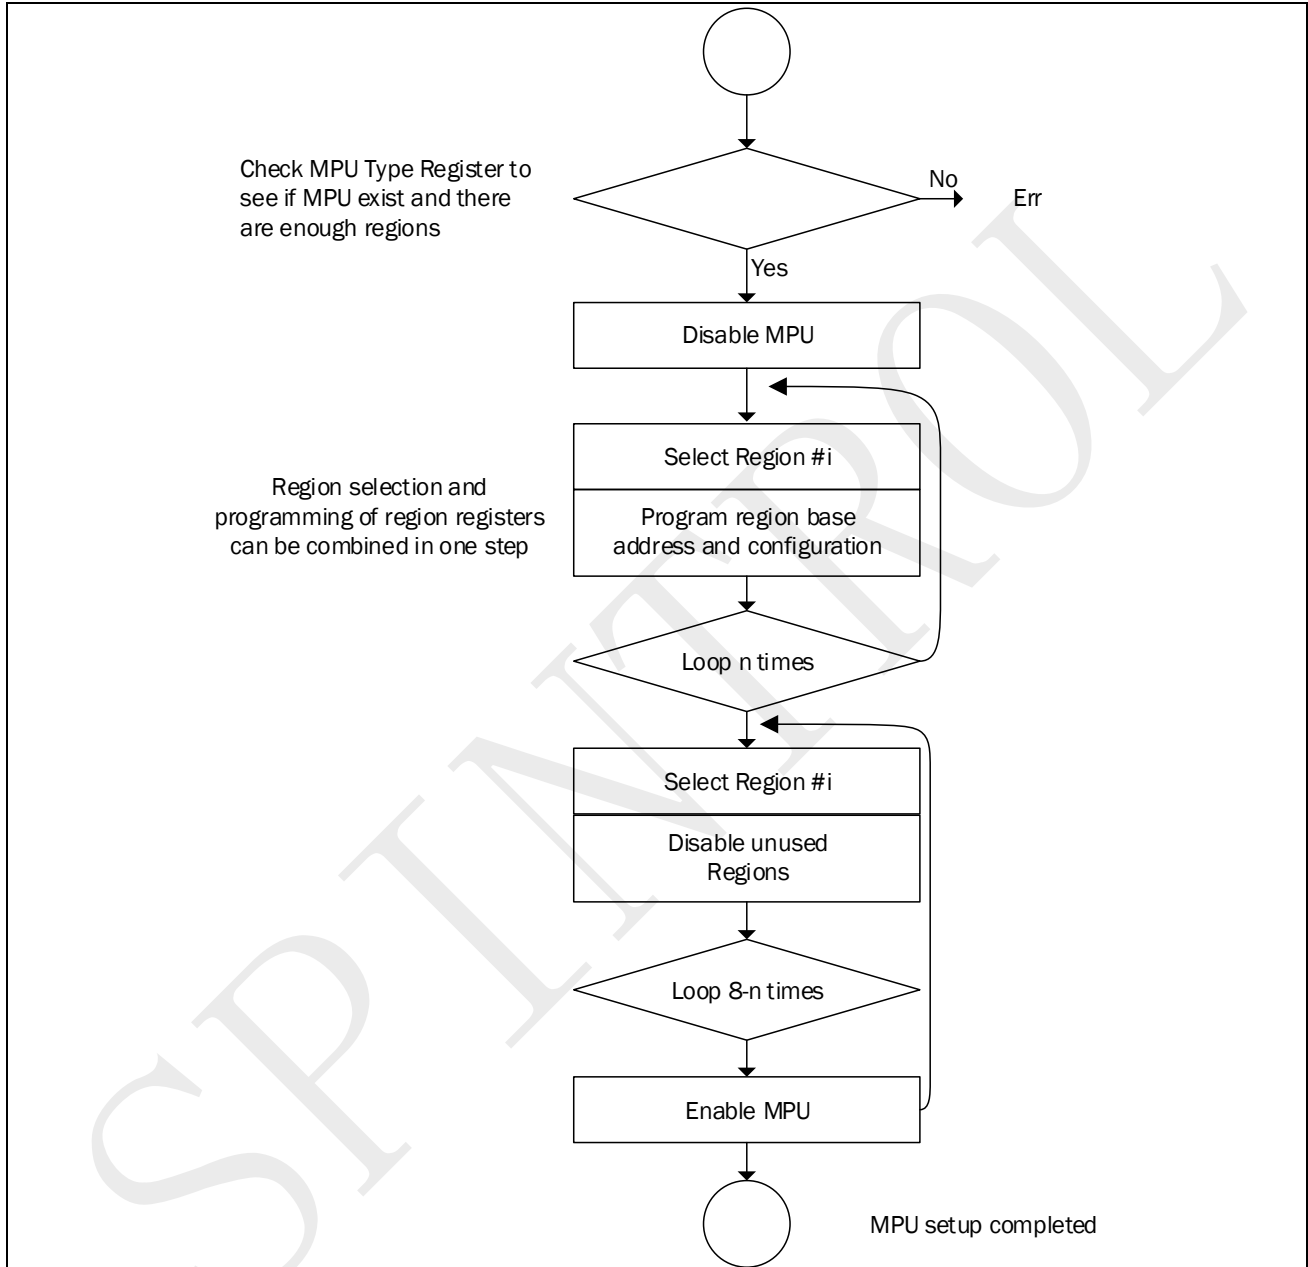 Check MPU Type Register to
see if MPU exist and there
are enough regions
No
Err
Yes
Disable MPU
Select Region #i
Region selection and
programming of region registers
can be combined in one step
Program region base
address and configuration
Loop n times
Select Region #i
Disable unused
Regions
Loop 8-n times
Enable MPU
MPU setup completed
SPINTROL